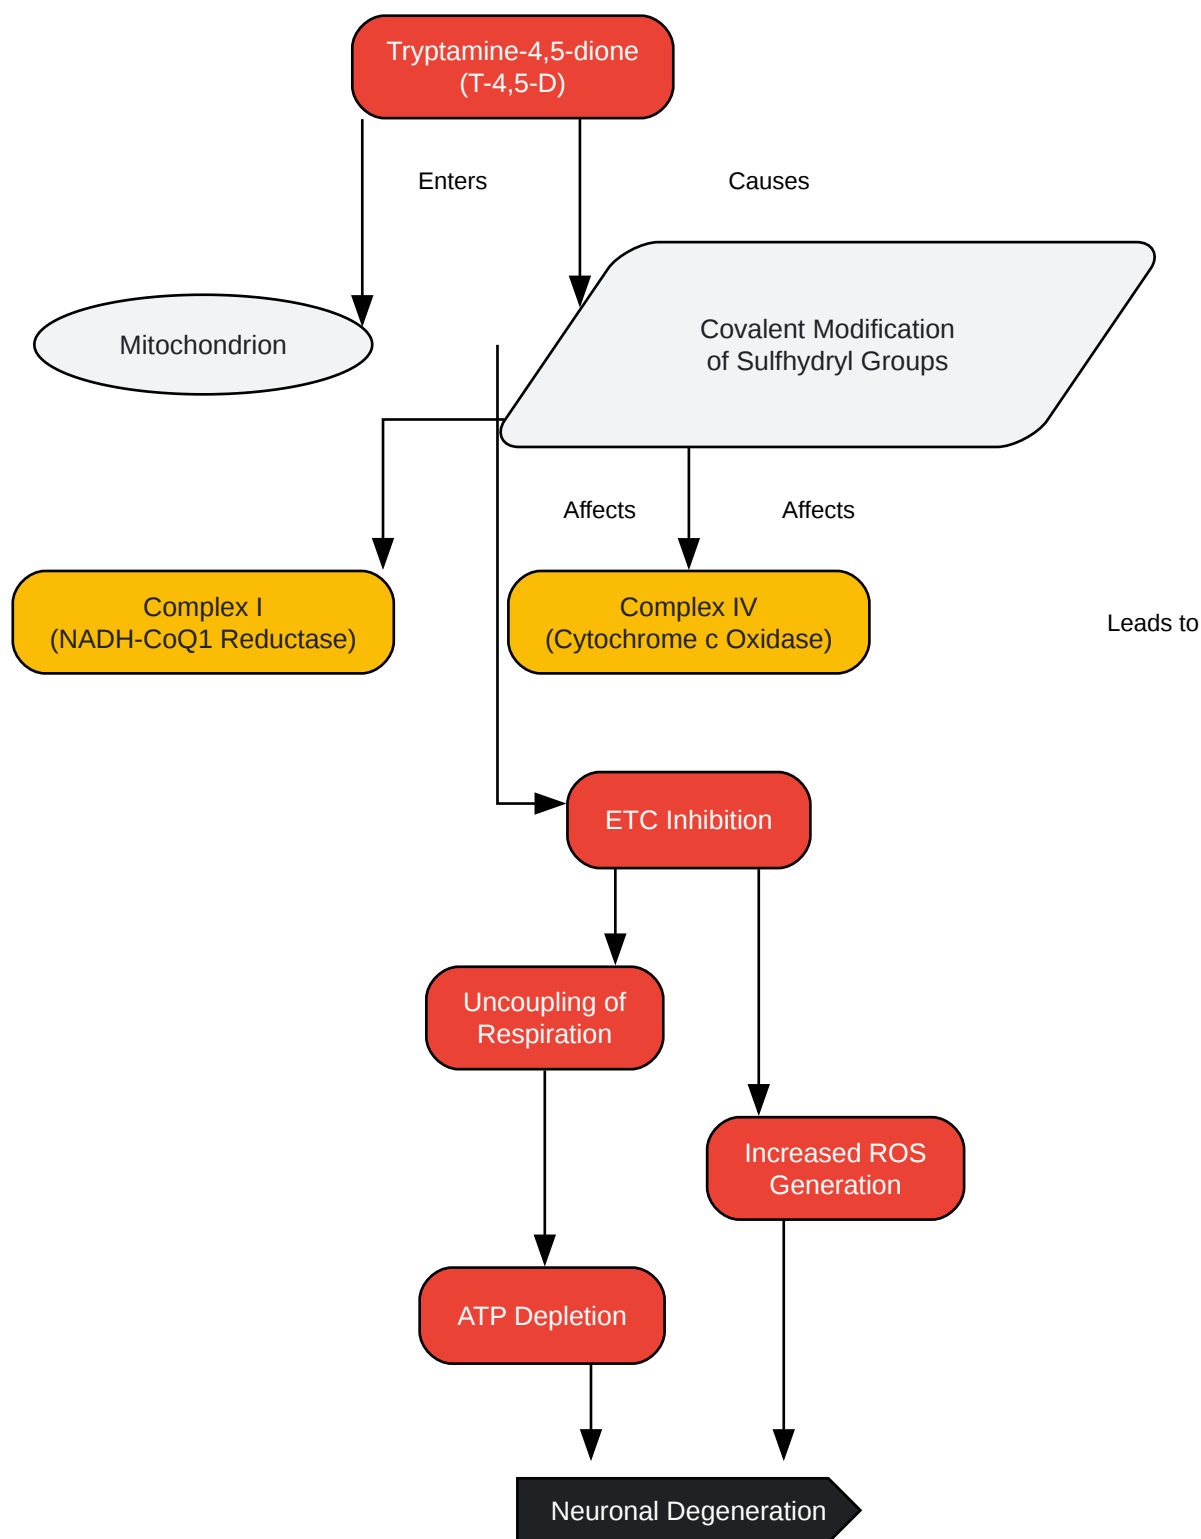 Tryptamine-4,5-dione
(T-4,5-D)
Enters
Causes
Mitochondrion
Covalent Modification
of Sulfhydryl Groups
Affects
Affects
Complex I
(NADH-CoQ1 Reductase)
Complex IV
(Cytochrome c Oxidase)
Leads to
ETC Inhibition
Uncoupling of
Respiration
Increased ROS
Generation
ATP Depletion
Neuronal Degeneration